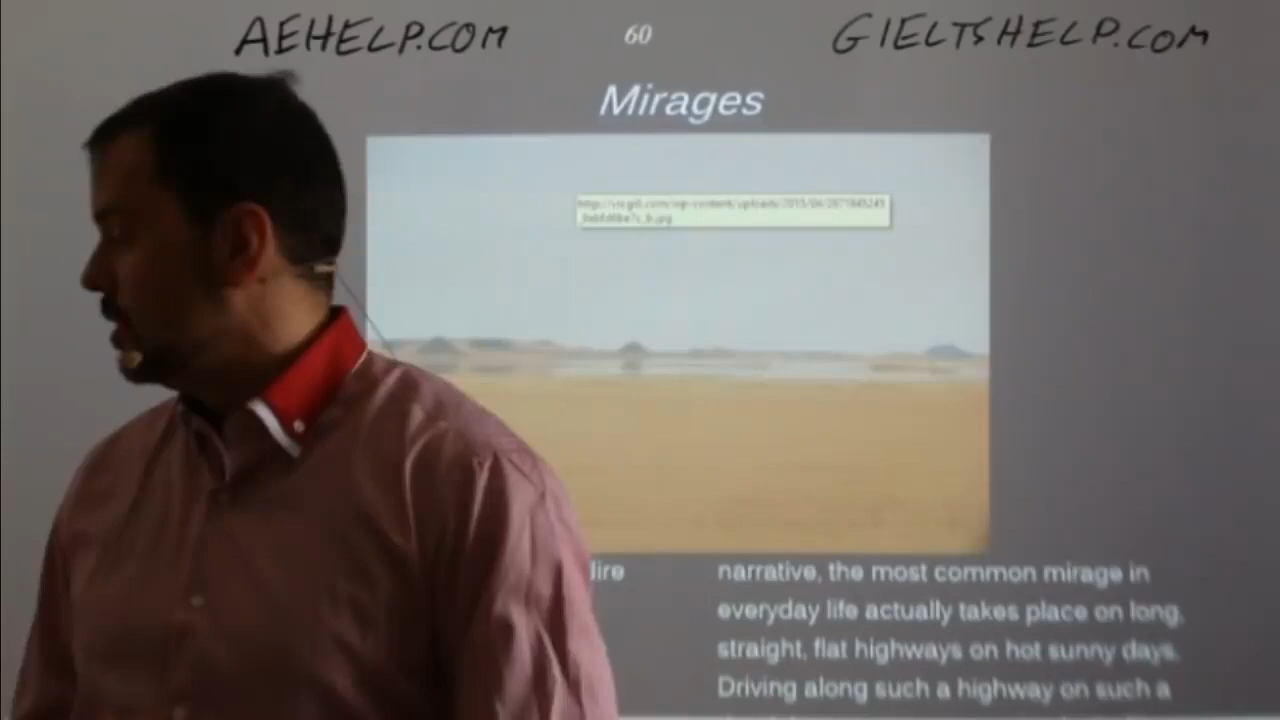 AEHELP.COM
60
GIELTSHELP.COM
Mirages
narrative, the most common mirage in
everyday life actually takes place on long,
straight, flat highways on hot sunny days.
Driving along such a highway on such a